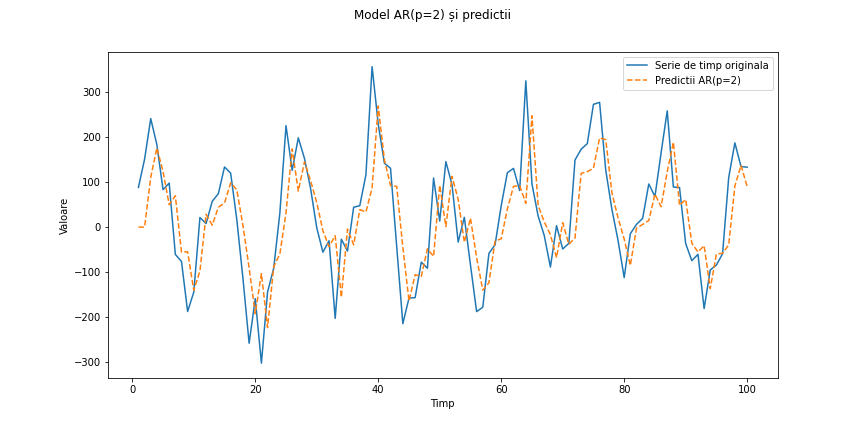 Model AR(p=2) și predictii
Serie de timp originala
Predictii AR(p=2)
Valoare
300
200
100
0
−100
−200
−300
0 20 40 60 80 100
Timp